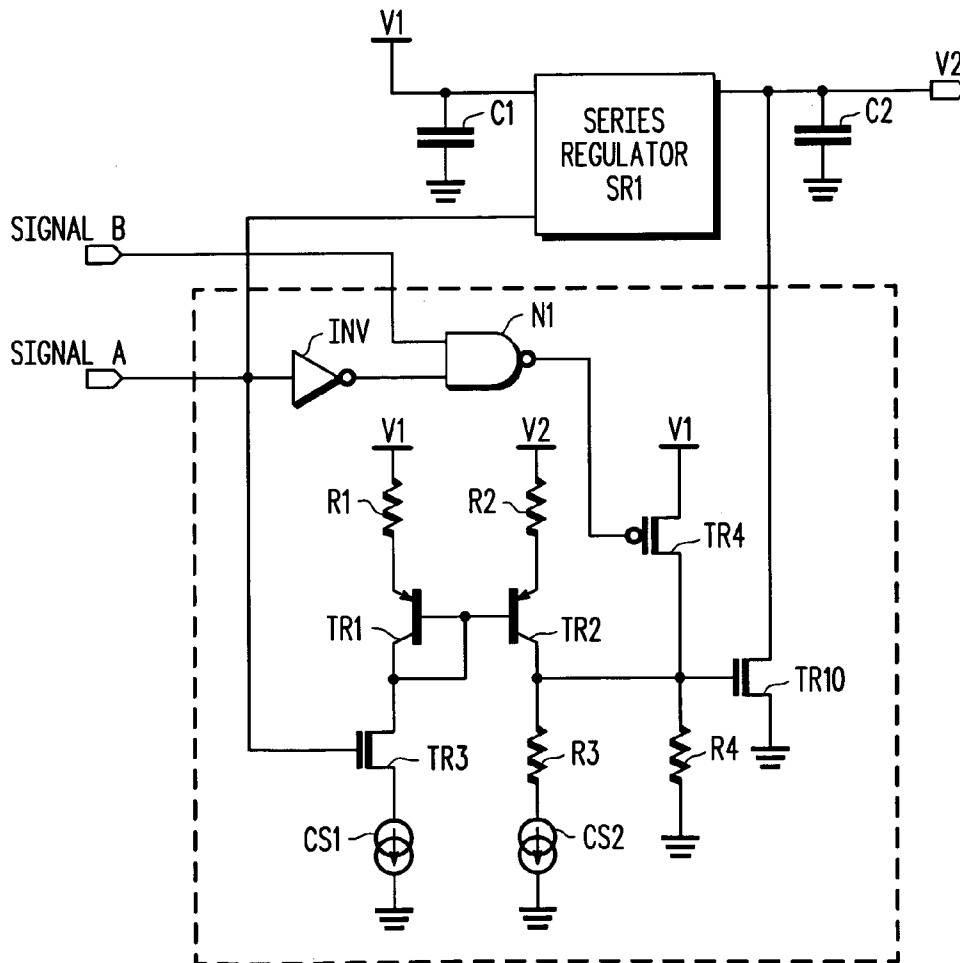 V1
V2
C1
SERIES
REGULATOR
SR1
C2
SIGNAL B
SIGNAL A
INV
N1
V1
V2
V1
R1
R2
TR4
TR1
TR2
TR10
TR3
R3
R4
CS1
CS2